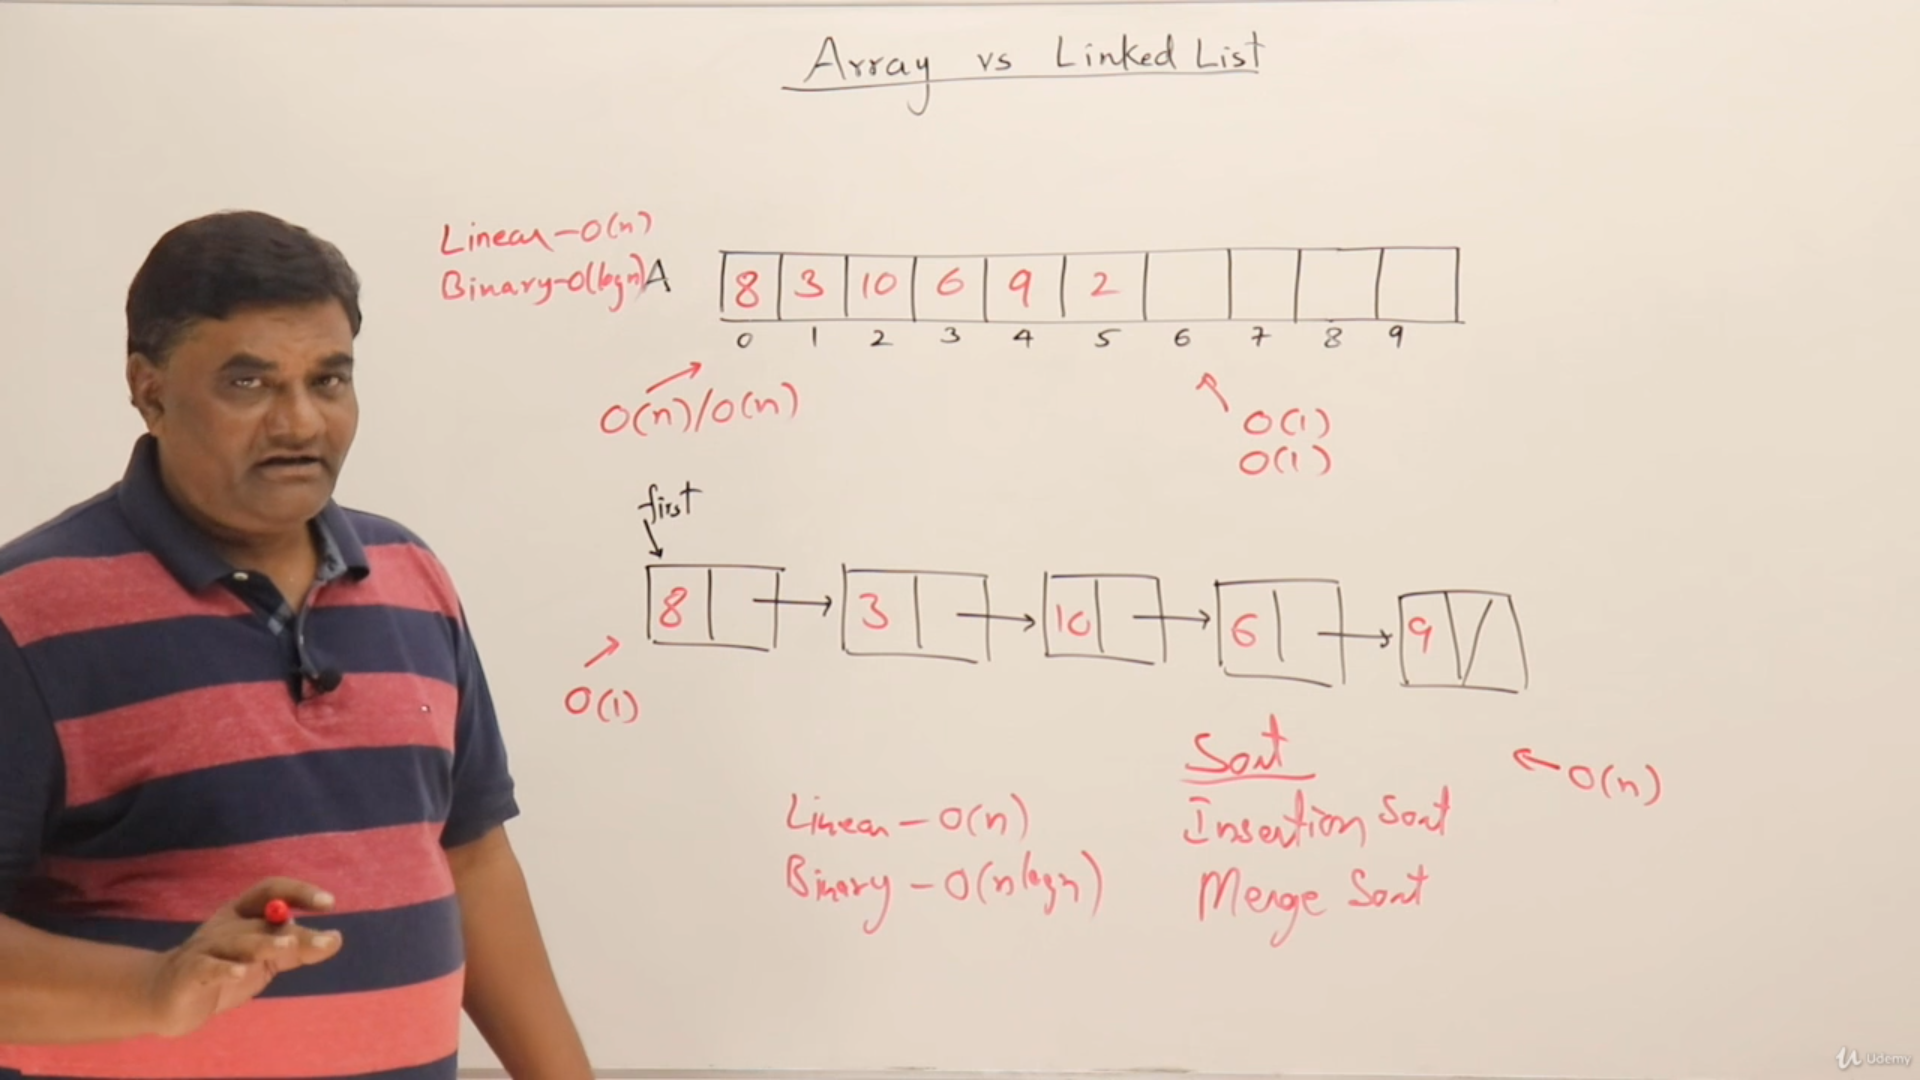 Array vs Linked List
Linear - O(n)
Binary - O(logn) A
8 3 10 6 9 2
0 1 2 3 4 5 6 7 8 9
O(n)/O(n)
O(1)
O(1)
first
8 3 10 6 9
O(1)
Sort
O(n)
Linear - O(n)
Insertion Sort
Binary - O(nlogn)
Merge Sort
Udemy